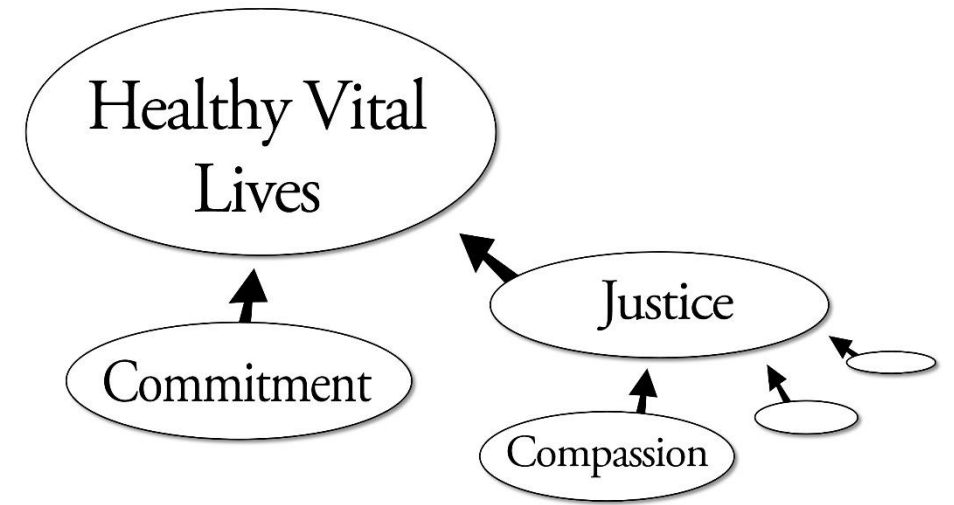 Healthy Vital
Lives
Justice
Commitment
Compassion